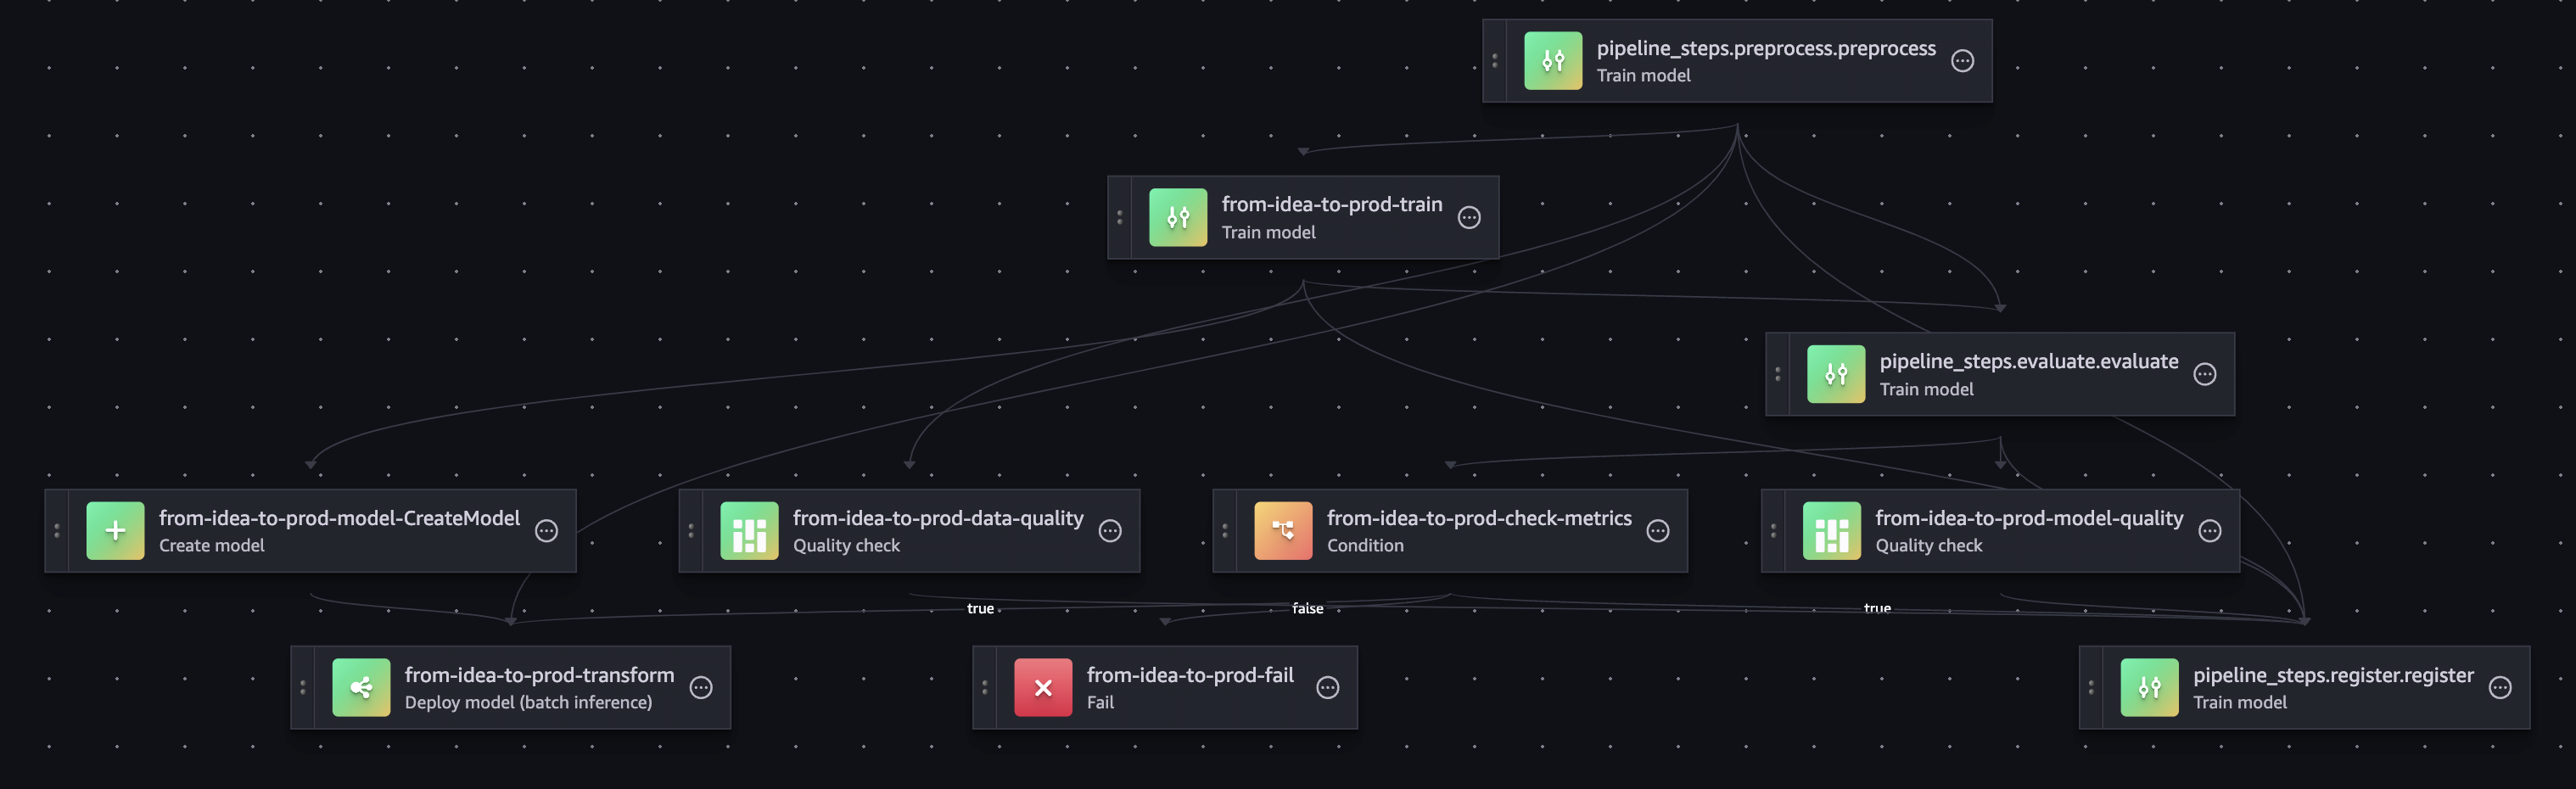 pipeline_steps.preprocess.preprocess
Train model
from-idea-to-prod-train
Train model
pipeline_steps.evaluate.evaluate
Train model
from-idea-to-prod-model-CreateModel
Create model
from-idea-to-prod-data-quality
Quality check
from-idea-to-prod-check-metrics
Condition
from-idea-to-prod-model-quality
Quality check
true
false
true
from-idea-to-prod-transform
Deploy model (batch inference)
from-idea-to-prod-fail
Fail
pipeline_steps.register.register
Train model